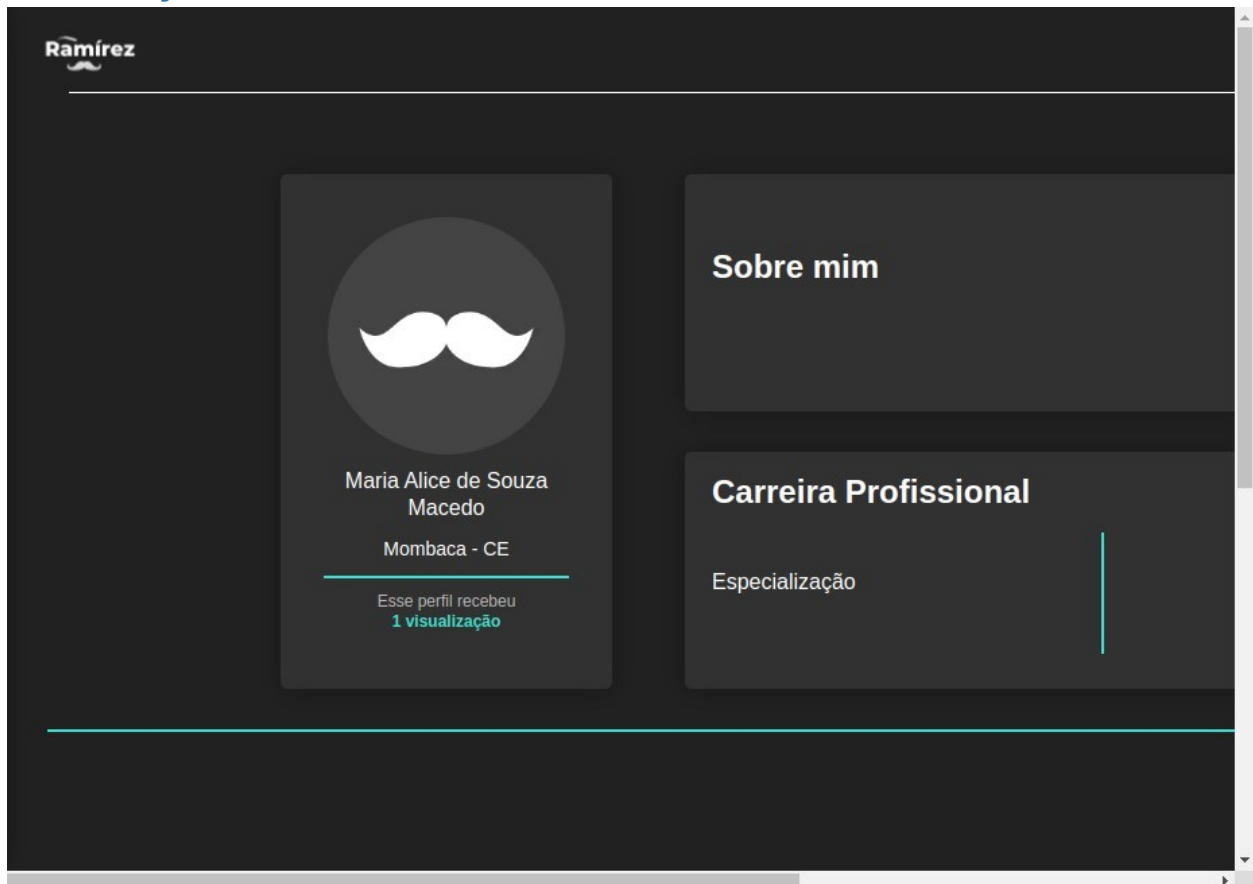 Ramírez
Sobre mim
Maria Alice de Souza
Macedo
Mombaca - CE
Esse perfil recebeu
1 visualização
Carreira Profissional
Especialização